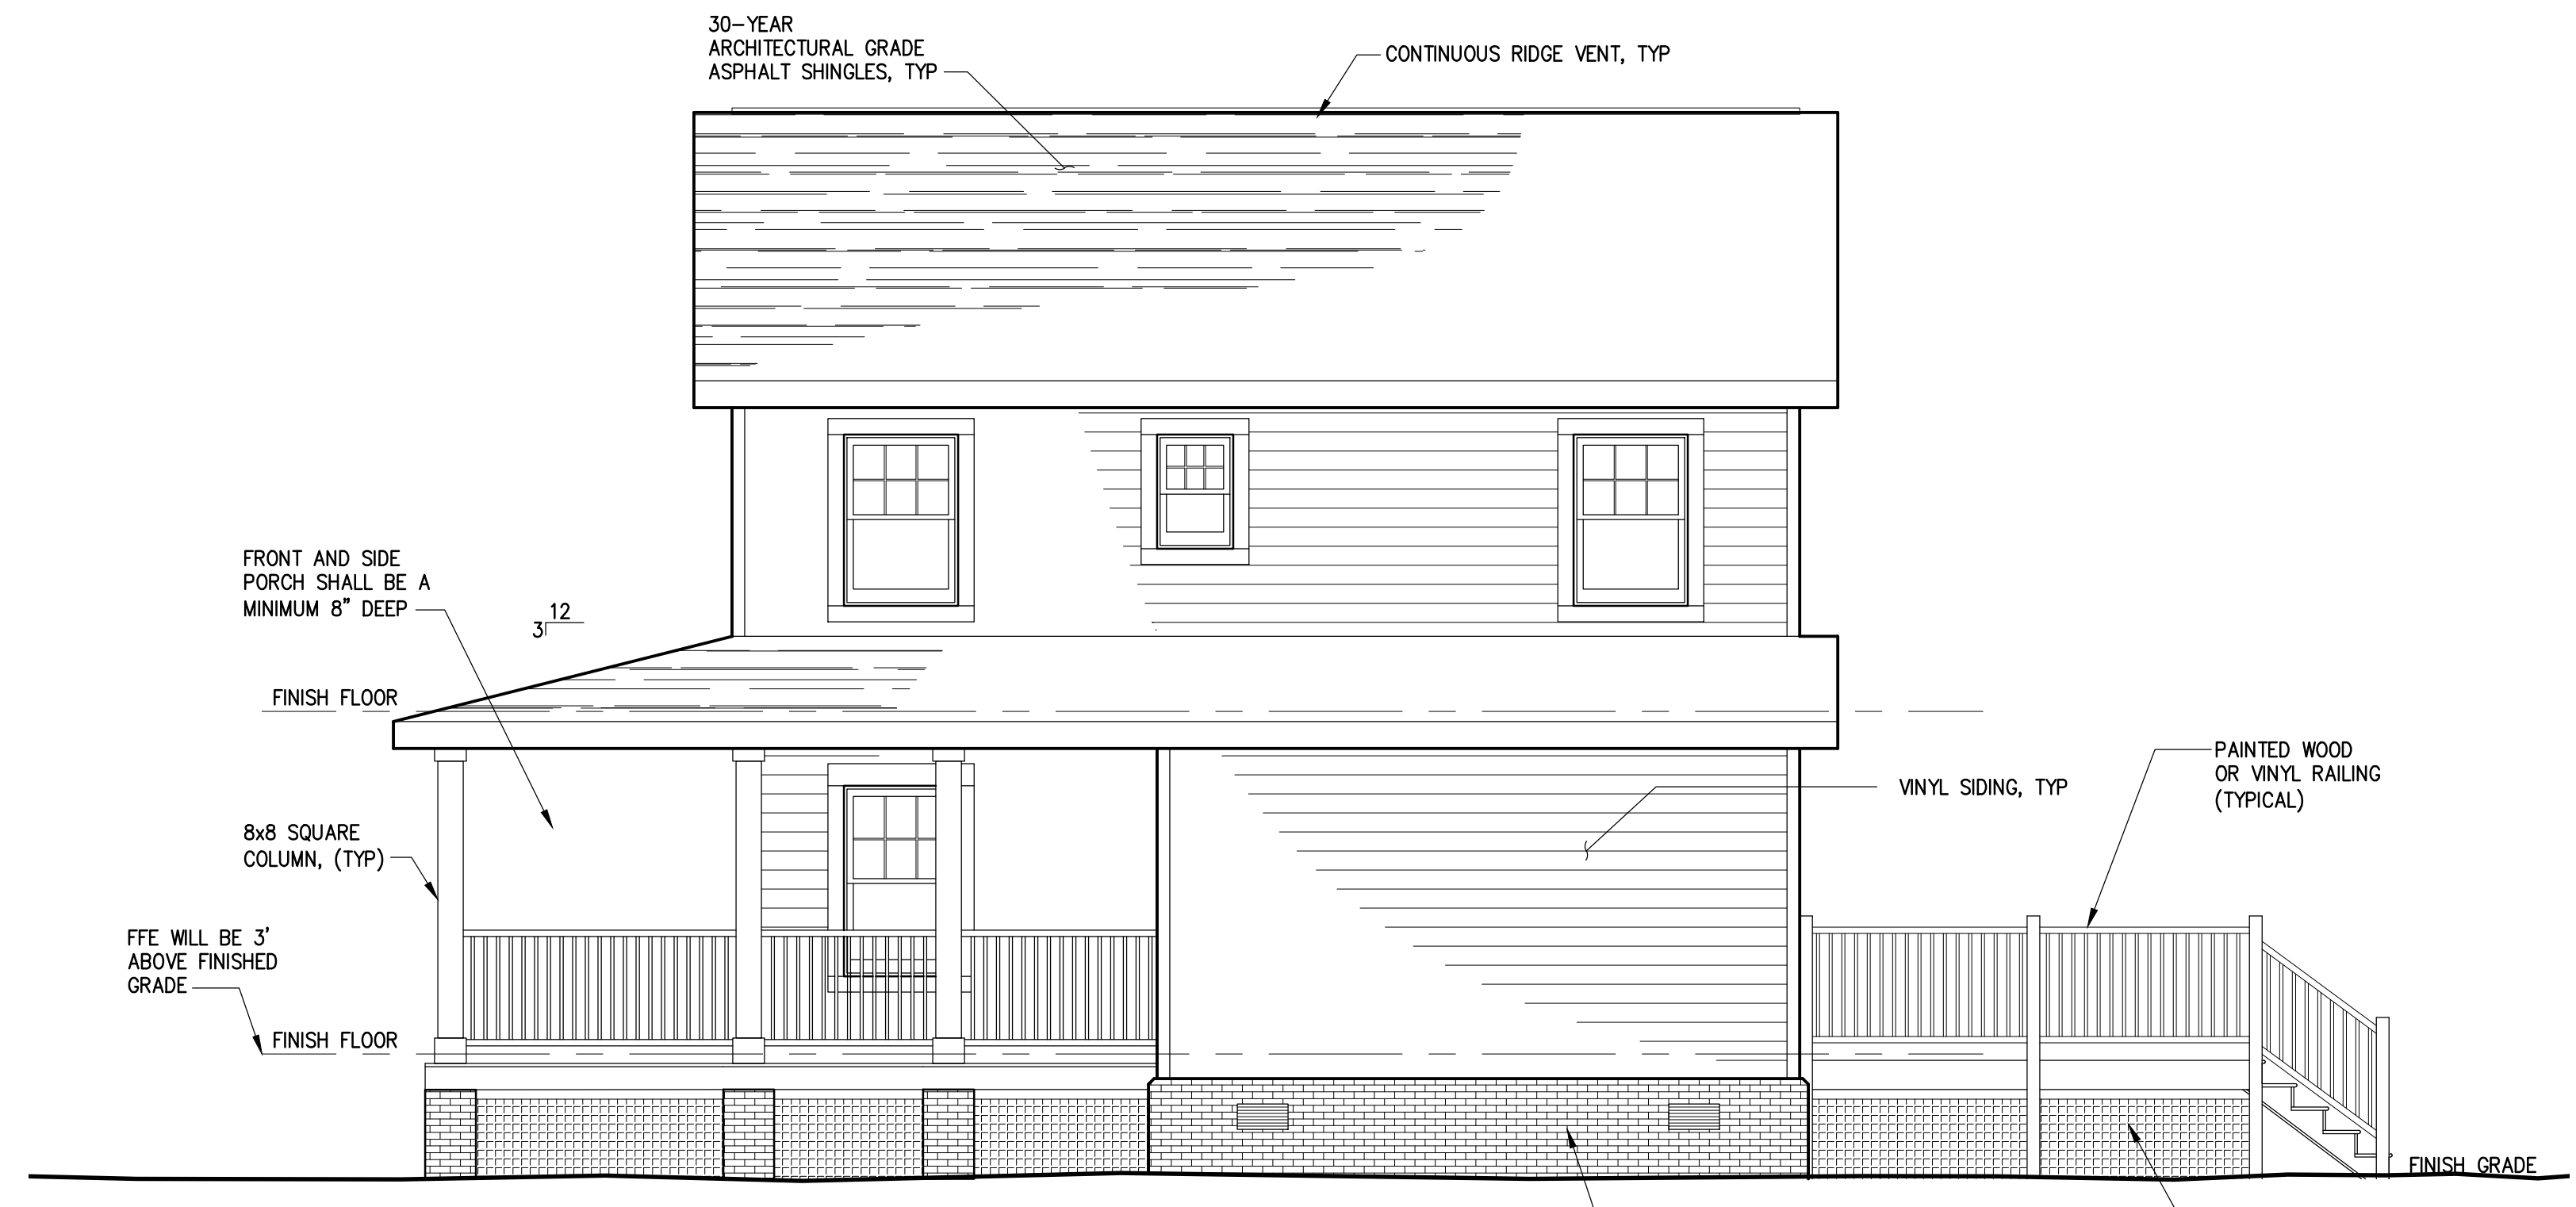 30-YEAR
ARCHITECTURAL GRADE
ASPHALT SHINGLES, TYP
CONTINUOUS RIDGE VENT, TYP
FRONT AND SIDE
PORCH SHALL BE A
MINIMUM 8" DEEP
12
3
FINISH FLOOR
PAINTED WOOD
OR VINYL RAILING
(TYPICAL)
VINYL SIDING, TYP
8x8 SQUARE
COLUMN, (TYP)
FFE WILL BE 3'
ABOVE FINISHED
GRADE
FINISH FLOOR
FINISH GRADE